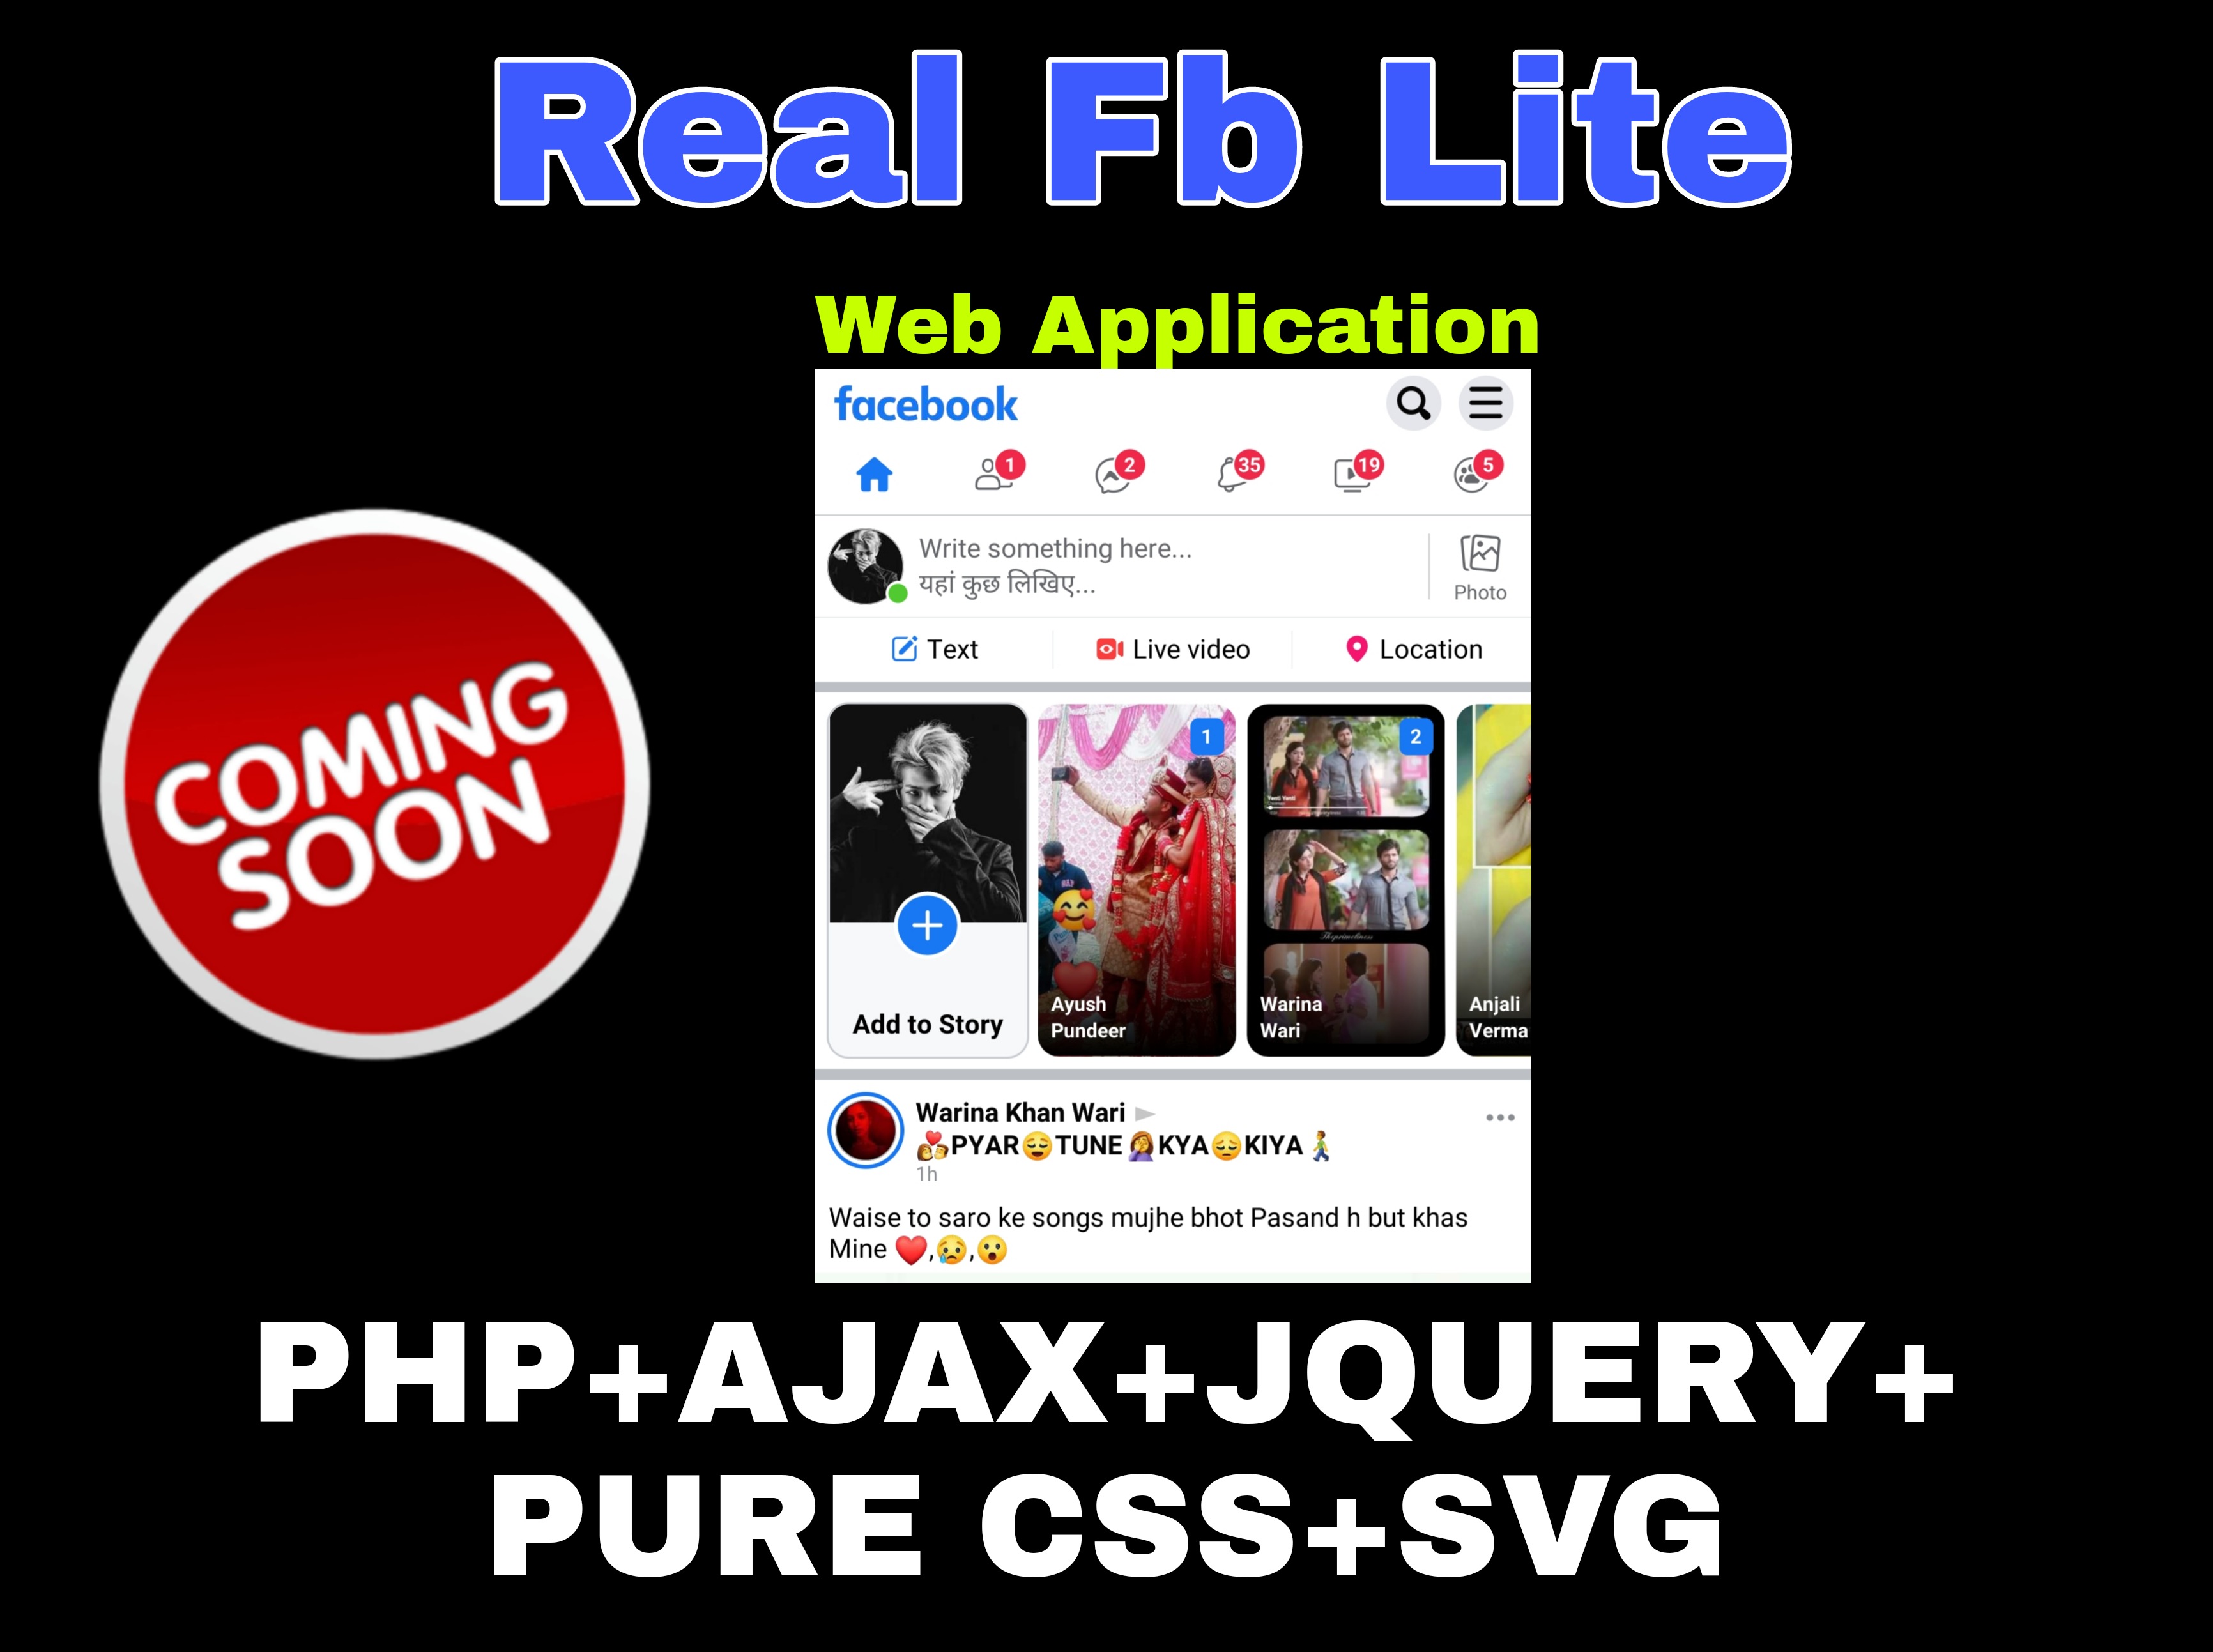 Real Fb Lite
Web Application
facebook
1 2 35 19 5
Write something here...
यहां कुछ लिखिए...
Photo
Text Live video Location
COMING
SOON
1 2
Theprimeliness
Add to Story
Ayush
Pundeer
Warina
Wari
Anjali
Verma
Warina Khan Wari
💏PYAR😌TUNE🤦‍♀️KYA😔KIYA🚶
1h
Waise to saro ke songs mujhe bhot Pasand h but khas
Mine ❤️,😢,😮
PHP+AJAX+JQUERY+
PURE CSS+SVG